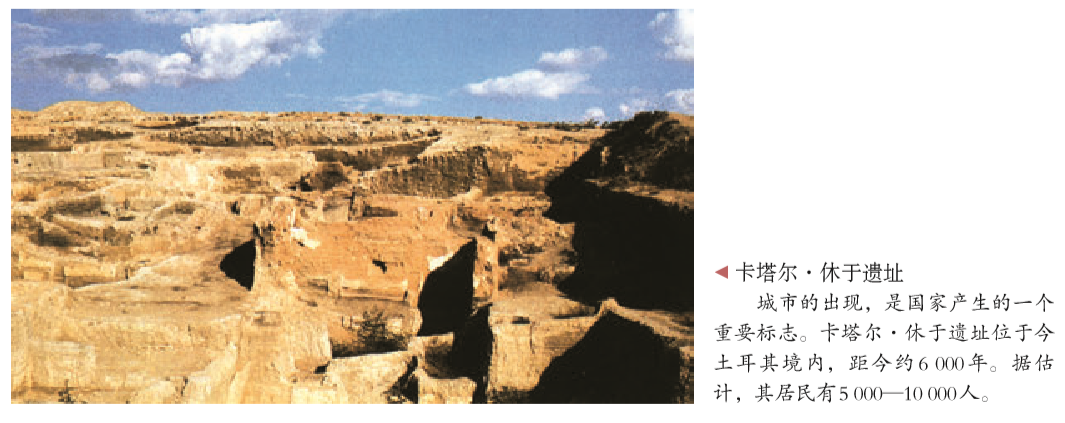 ◀ 卡塔尔·休于遗址
城市的出现，是国家产生的一个
重要标志。卡塔尔·休于遗址位于今
土耳其境内，距今约6 000年。据估
计，其居民有5 000—10 000人。